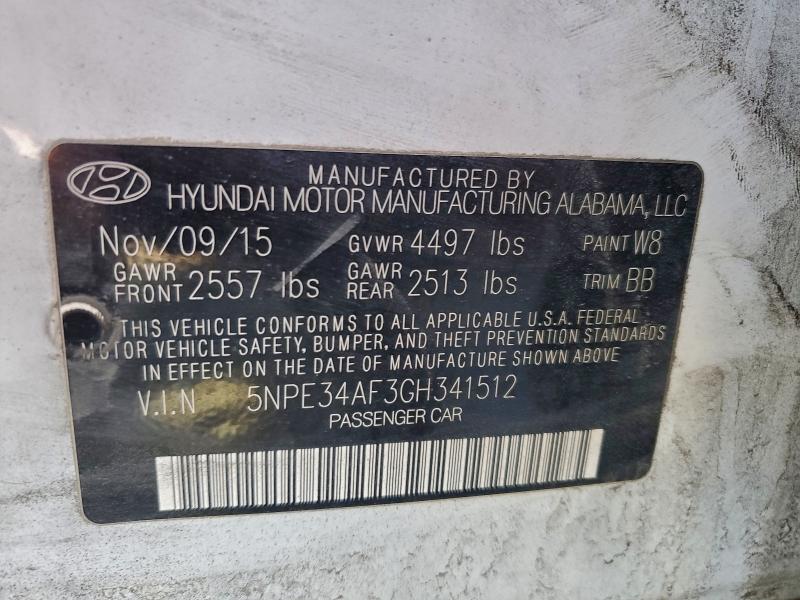 MANUFACTURED BY
HYUNDAI MOTOR MANUFACTURING ALABAMA, LLC
Nov/09/15 GVWR 4497 lbs PAINT W8
GAWR FRONT 2557 lbs GAWR REAR 2513 lbs TRIM BB
THIS VEHICLE CONFORMS TO ALL APPLICABLE U.S.A. FEDERAL
MOTOR VEHICLE SAFETY, BUMPER, AND THEFT PREVENTION STANDARDS
IN EFFECT ON THE DATE OF MANUFACTURE SHOWN ABOVE
V.I.N 5NPE34AF3GH341512
PASSENGER CAR